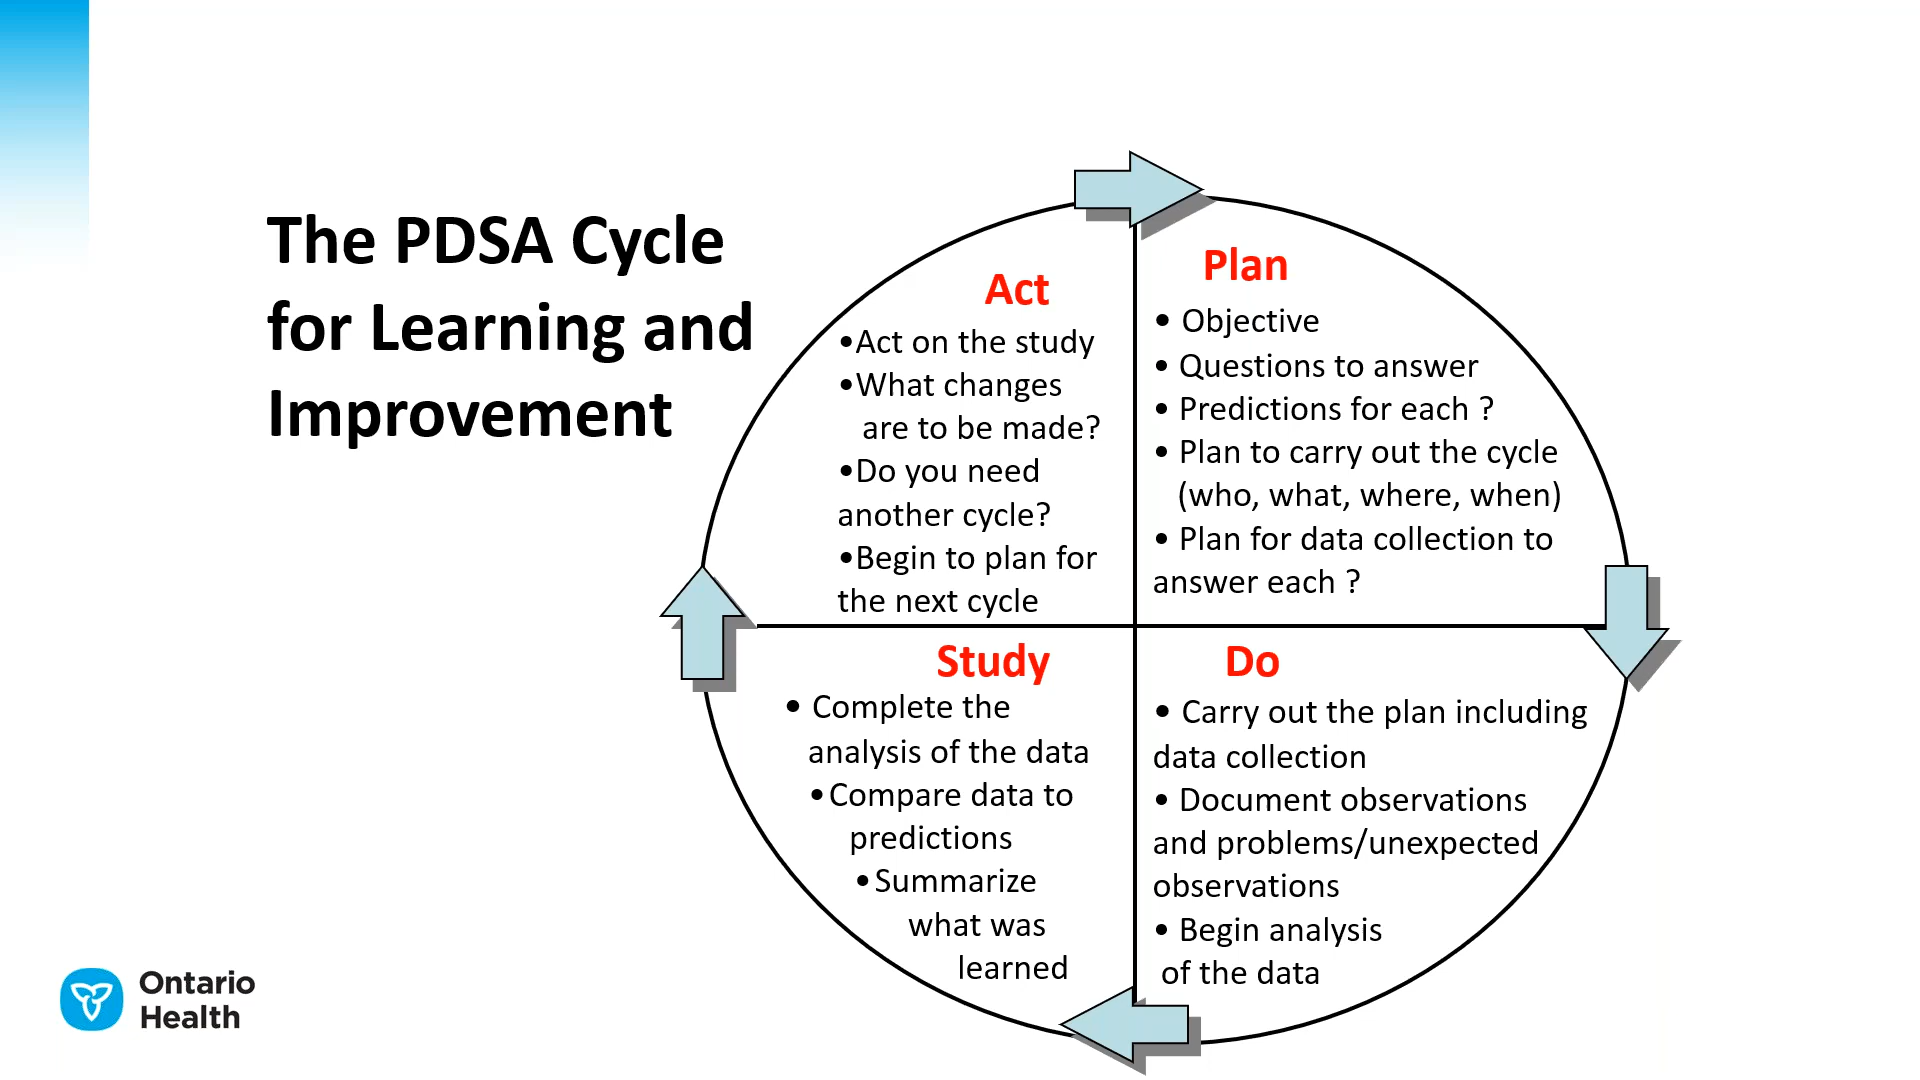 The PDSA Cycle
for Learning and
Improvement
Act
•Act on the study
•What changes
are to be made?
•Do you need
another cycle?
•Begin to plan for
the next cycle
Plan
• Objective
• Questions to answer
• Predictions for each ?
• Plan to carry out the cycle
(who, what, where, when)
• Plan for data collection to
answer each ?
Study
• Complete the
analysis of the data
•Compare data to
predictions
•Summarize
what was
learned
Do
• Carry out the plan including
data collection
• Document observations
and problems/unexpected
observations
• Begin analysis
of the data
Ontario
Health